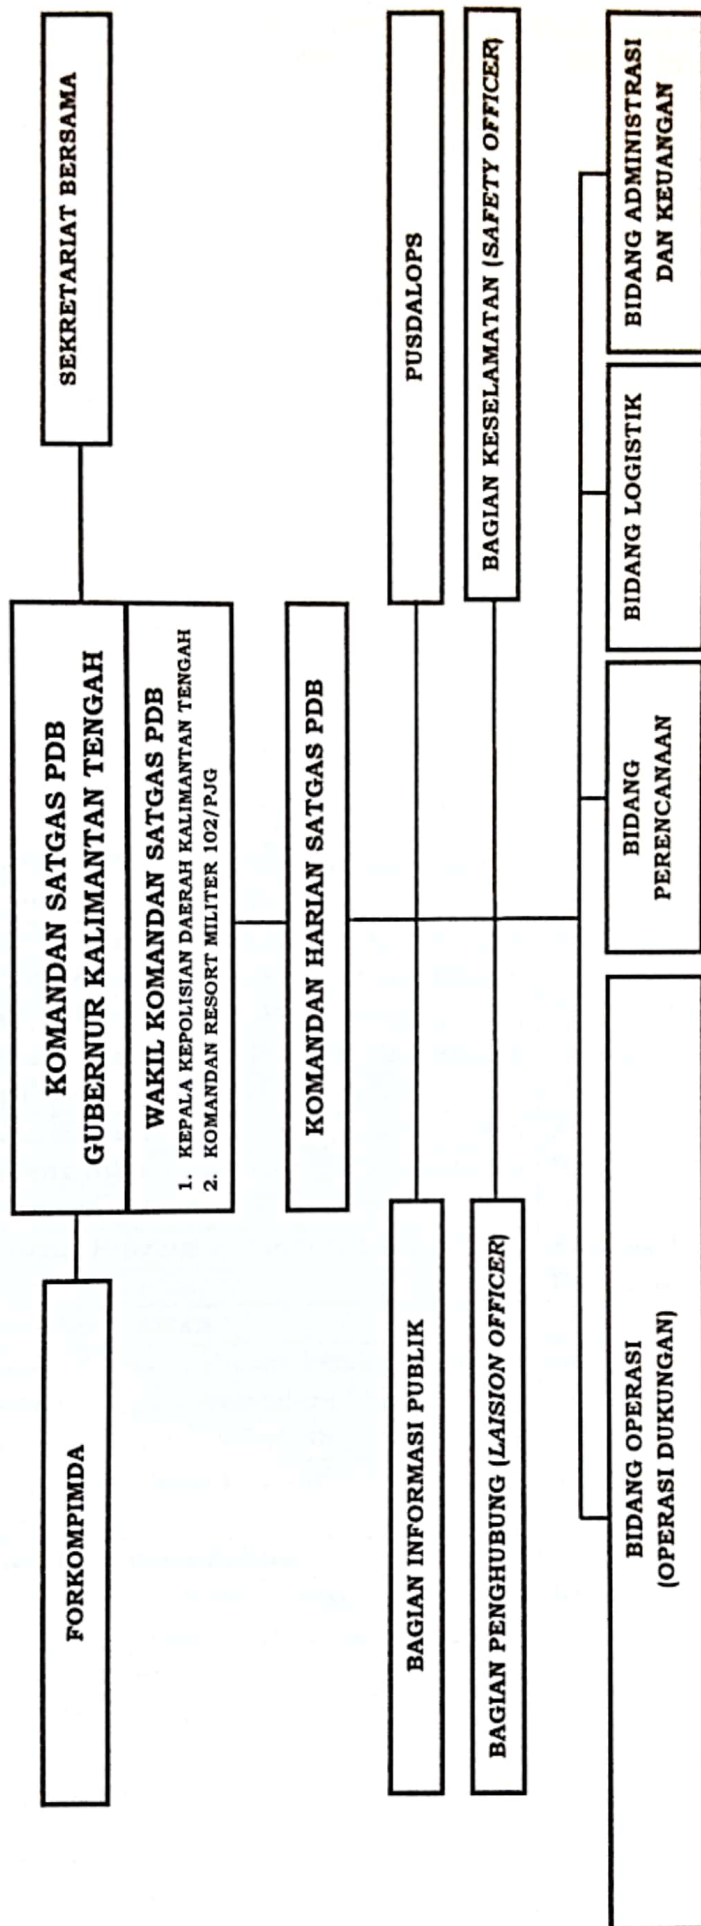 KOMANDAN SATGAS PDB
GUBERNUR KALIMANTAN TENGAH
WAKIL KOMANDAN SATGAS PDB
1. KEPALA KEPOLISIAN DAERAH KALIMANTAN TENGAH
2. KOMANDAN RESORT MILITER 102/PJG
FORKOMPIMDA
SEKRETARIAT BERSAMA
KOMANDAN HARIAN SATGAS PDB
BAGIAN INFORMASI PUBLIK
PUSDALOPS
BAGIAN PENGHUBUNG (LAISION OFFICER)
BAGIAN KESELAMATAN (SAFETY OFFICER)
BIDANG OPERASI
(OPERASI DUKUNGAN)
BIDANG
PERENCANAAN
BIDANG LOGISTIK
BIDANG ADMINISTRASI
DAN KEUANGAN